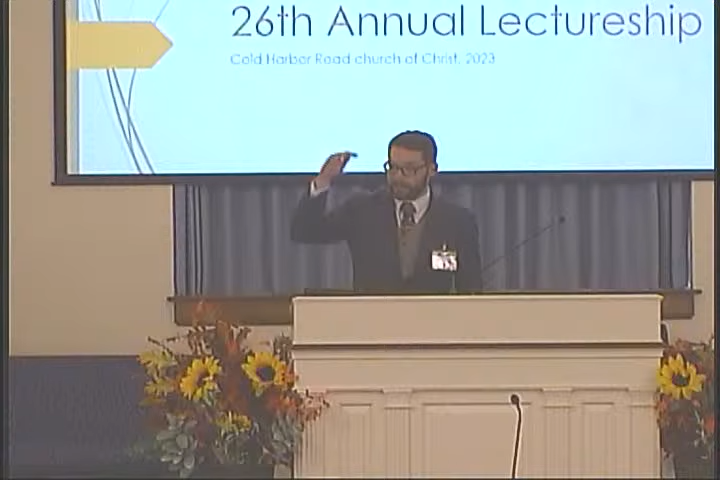 26th Annual Lectureship
Cold Harbor Road church of Christ, 2023